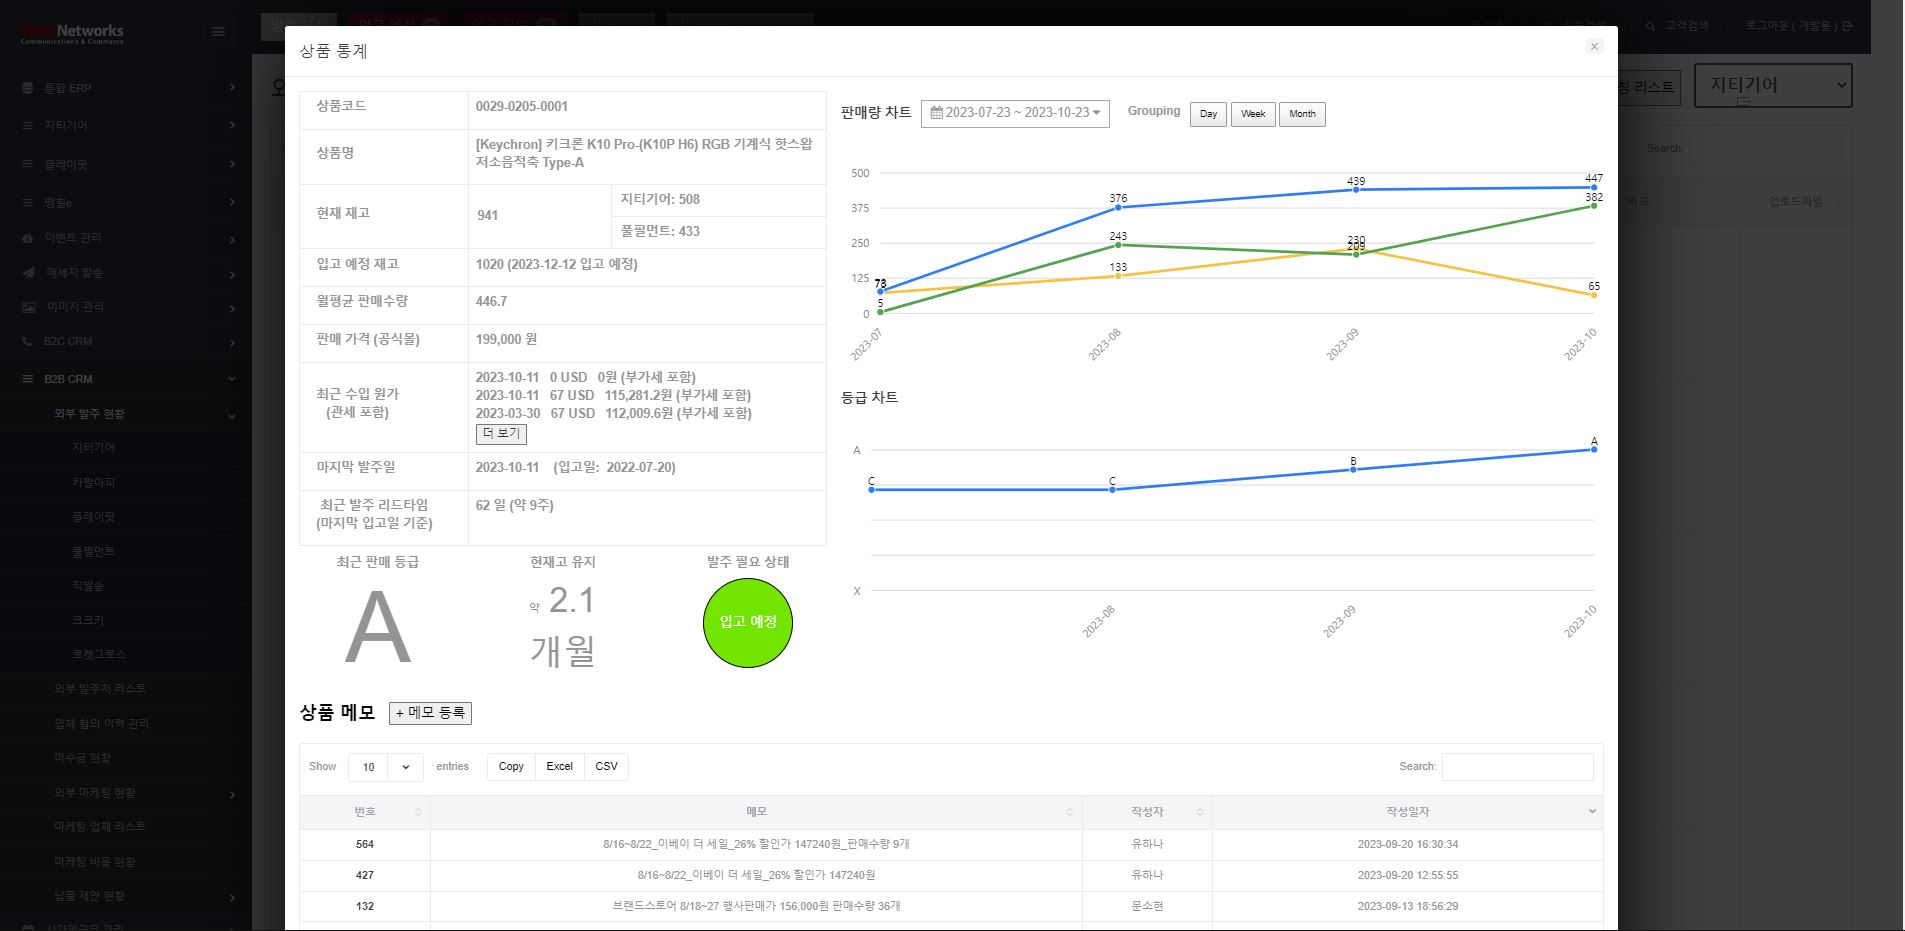 Networks
Communications & Commerce
통합 ERP
지티기어
플레이팟
땡칠e
이벤트 관리
메세지 발송
이미지 관리
B2C CRM
B2B CRM
외부 발주 현황
지티기어
카팔아피
플레이팟
풀필먼트
직발송
크크키
로켓그로스
외부 발주처 리스트
업체 협의 이력 관리
미수금 현황
외부 마케팅 현황
마케팅 업체 리스트
마케팅 비용 현황
납품 제안 현황
고객검색
로그아웃 ( 개발용 )
리스트
지티기어
Search:
비고
업로드파일
상품 통계
×
상품코드
0029-0205-0001
상품명
[Keychron] 키크론 K10 Pro-(K10P H6) RGB 기계식 핫스왑
저소음적축 Type-A
현재 재고
941
지티기어: 508
풀필먼트: 433
입고 예정 재고
1020 (2023-12-12 입고 예정)
월평균 판매수량
446.7
판매 가격 (공식몰)
199,000 원
최근 수입 원가
(관세 포함)
2023-10-11 0 USD 0원 (부가세 포함)
2023-10-11 67 USD 115,281.2원 (부가세 포함)
2023-03-30 67 USD 112,009.6원 (부가세 포함)
더 보기
마지막 발주일
2023-10-11 (입고일: 2022-07-20)
최근 발주 리드타임
(마지막 입고일 기준)
62 일 (약 9주)
최근 판매 등급
A
현재고 유지
약 2.1
개월
발주 필요 상태
입고 예정
판매량 차트
2023-07-23 ~ 2023-10-23
Grouping
Day
Week
Month
500
375
250
125
0
78
5
376
243
133
439
230
209
447
382
65
2023-07
2023-08
2023-09
2023-10
등급 차트
A
X
C
C
B
A
2023-08
2023-09
2023-10
상품 메모
+ 메모 등록
Show 10 entries
Copy
Excel
CSV
Search:
번호 메모 작성자 작성일자
564 8/16~8/22_이베이 더 세일_26% 할인가 147240원_판매수량 9개 유하나 2023-09-20 16:30:34
427 8/16~8/22_이베이 더 세일_26% 할인가 147240원 유하나 2023-09-20 12:55:55
132 브랜드스토어 8/18~27 행사판매가 156,000원 판매수량 36개 문소현 2023-09-13 18:56:29